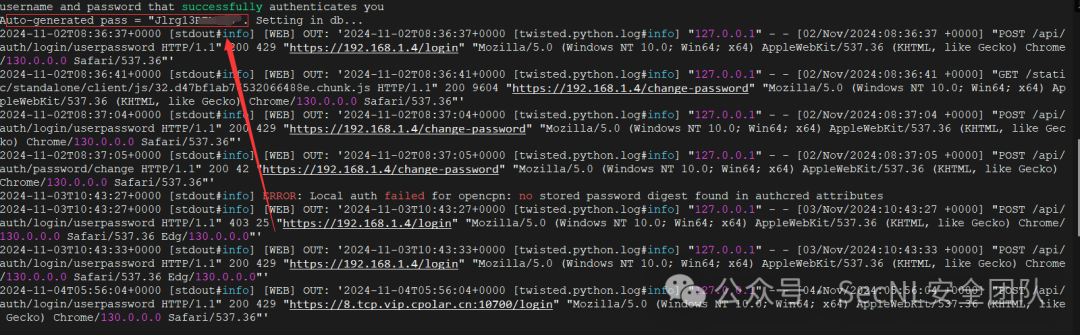 username and password that successfully authenticates you
Auto-generated pass = "Jlrg13 . Setting in db...
2024-11-02T08:36:37+0000 [stdout#info] [WEB] OUT: '2024-11-02T08:36:37+0000 [twisted.python.log#info] "127.0.0.1" - - [02/Nov/2024:08:36:37 +0000] "POST /api/
auth/login/userpassword HTTP/1.1" 200 429 "https://192.168.1.4/login" "Mozilla/5.0 (Windows NT 10.0; Win64; x64) AppleWebKit/537.36 (KHTML, like Gecko) Chrome
/130.0.0.0 Safari/537.36"'
2024-11-02T08:36:41+0000 [stdout#info] [WEB] OUT: '2024-11-02T08:36:41+0000 [twisted.python.log#info] "127.0.0.1" - - [02/Nov/2024:08:36:41 +0000] "GET /stati
c/standalone/client/js/32.d47bf1ab7 532066488e.chunk.js HTTP/1.1" 200 9604 "https://192.168.1.4/change-password" "Mozilla/5.0 (Windows NT 10.0; Win64; x64) Ap
pleWebKit/537.36 (KHTML, like Gecko) Chrome/130.0.0.0 Safari/537.36"'
2024-11-02T08:37:04+0000 [stdout#info] [WEB] OUT: '2024-11-02T08:37:04+0000 [twisted.python.log#info] "127.0.0.1" - - [02/Nov/2024:08:37:04 +0000] "POST /api/
auth/login/userpassword HTTP/1.1" 200 429 "https://192.168.1.4/change-password" "Mozilla/5.0 (Windows NT 10.0; Win64; x64) AppleWebKit/537.36 (KHTML, like Gec
ko) Chrome/130.0.0.0 Safari/537.36"'
2024-11-02T08:37:05+0000 [stdout#info] [WEB] OUT: '2024-11-02T08:37:05+0000 [twisted.python.log#info] "127.0.0.1" - - [02/Nov/2024:08:37:05 +0000] "POST /api/
auth/password/change HTTP/1.1" 200 42 "https://192.168.1.4/change-password" "Mozilla/5.0 (Windows NT 10.0; Win64; x64) AppleWebKit/537.36 (KHTML, like Gecko)
Chrome/130.0.0.0 Safari/537.36"'
2024-11-03T10:43:27+0000 [stdout#info] ERROR: Local auth failed for opencpn: no stored password digest found in authcred attributes
2024-11-03T10:43:27+0000 [stdout#info] [WEB] OUT: '2024-11-03T10:43:27+0000 [twisted.python.log#info] "127.0.0.1" - - [03/Nov/2024:10:43:27 +0000] "POST /api/
auth/login/userpassword HTTP/1.1" 403 25 "https://192.168.1.4/login" "Mozilla/5.0 (Windows NT 10.0; Win64; x64) AppleWebKit/537.36 (KHTML, like Gecko) Chrome/
130.0.0.0 Safari/537.36 Edg/130.0.0.0"'
2024-11-03T10:43:33+0000 [stdout#info] [WEB] OUT: '2024-11-03T10:43:33+0000 [twisted.python.log#info] "127.0.0.1" - - [03/Nov/2024:10:43:33 +0000] "POST /api/
auth/login/userpassword HTTP/1.1" 200 429 "https://192.168.1.4/login" "Mozilla/5.0 (Windows NT 10.0; Win64; x64) AppleWebKit/537.36 (KHTML, like Gecko) Chrome
/130.0.0.0 Safari/537.36 Edg/130.0.0.0"'
2024-11-04T05:56:04+0000 [stdout#info] [WEB] OUT: '2024-11-04T05:56:04+0000 [twisted.python.log#info] "127.0.0.1" - - [04/Nov/2024:05:56:04 +0000] "POST /api/
auth/login/userpassword HTTP/1.1" 200 429 "https://8.tcp.vip.cpolar.cn:10700/login" "Mozilla/5.0 (Windows NT 10.0; Win64; x64) AppleWebKit/537.36 (KHTML, like
Gecko) Chrome/130.0.0.0 Safari/537.36"'
公众号 · SecNL安全团队